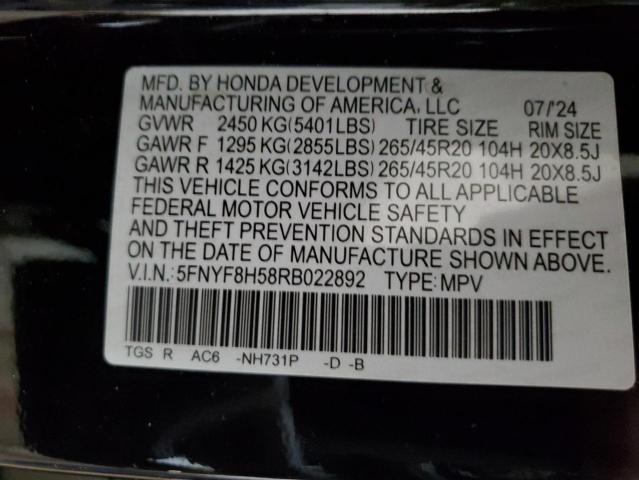 MFD. BY HONDA DEVELOPMENT &
MANUFACTURING OF AMERICA, LLC 07/'24
GVWR 2450 KG(5401LBS) TIRE SIZE RIM SIZE
GAWR F 1295 KG(2855LBS) 265/45R20 104H 20X8.5J
GAWR R 1425 KG(3142LBS) 265/45R20 104H 20X8.5J
THIS VEHICLE CONFORMS TO ALL APPLICABLE
FEDERAL MOTOR VEHICLE SAFETY
AND THEFT PREVENTION STANDARDS IN EFFECT
ON THE DATE OF MANUFACTURE SHOWN ABOVE.
V.I.N.:5FNYF8H58RB022892 TYPE:MPV
TGS R AC6 -NH731P -D -B